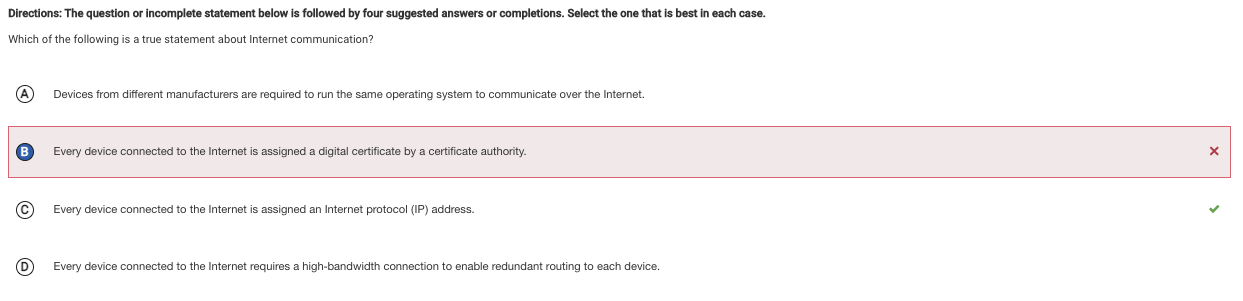 Directions: The question or incomplete statement below is followed by four suggested answers or completions. Select the one that is best in each case.
Which of the following is a true statement about Internet communication?
A Devices from different manufacturers are required to run the same operating system to communicate over the Internet.
B Every device connected to the Internet is assigned a digital certificate by a certificate authority.
C Every device connected to the Internet is assigned an Internet protocol (IP) address.
D Every device connected to the Internet requires a high-bandwidth connection to enable redundant routing to each device.